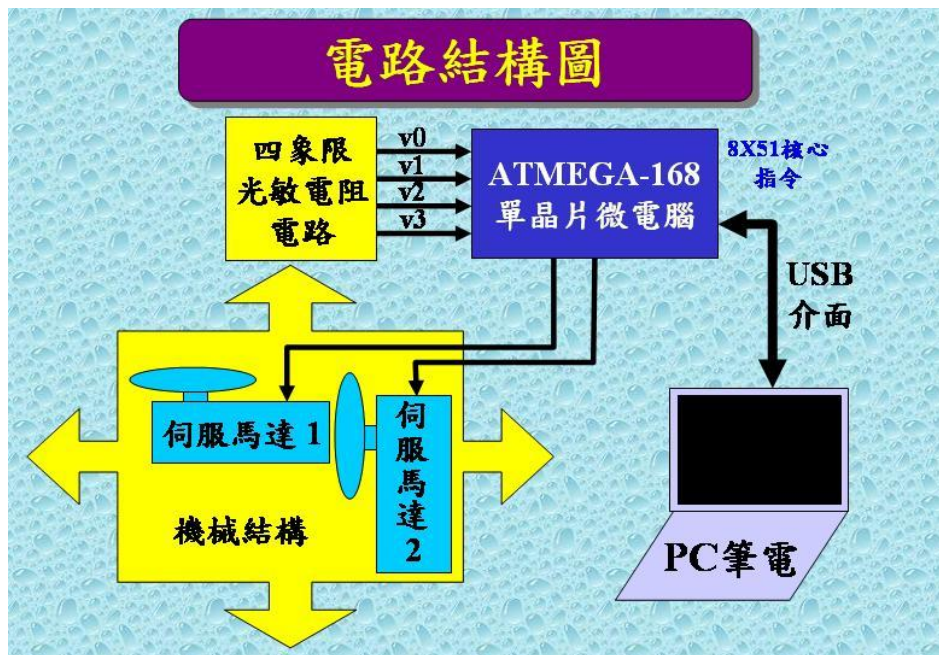 電路結構圖
四象限
光敏電阻
電路
v0
v1
v2
v3
ATMEGA-168
單晶片微電腦
8X51核心
指令
USB
介面
伺服馬達 1
伺服馬達 2
機械結構
PC筆電